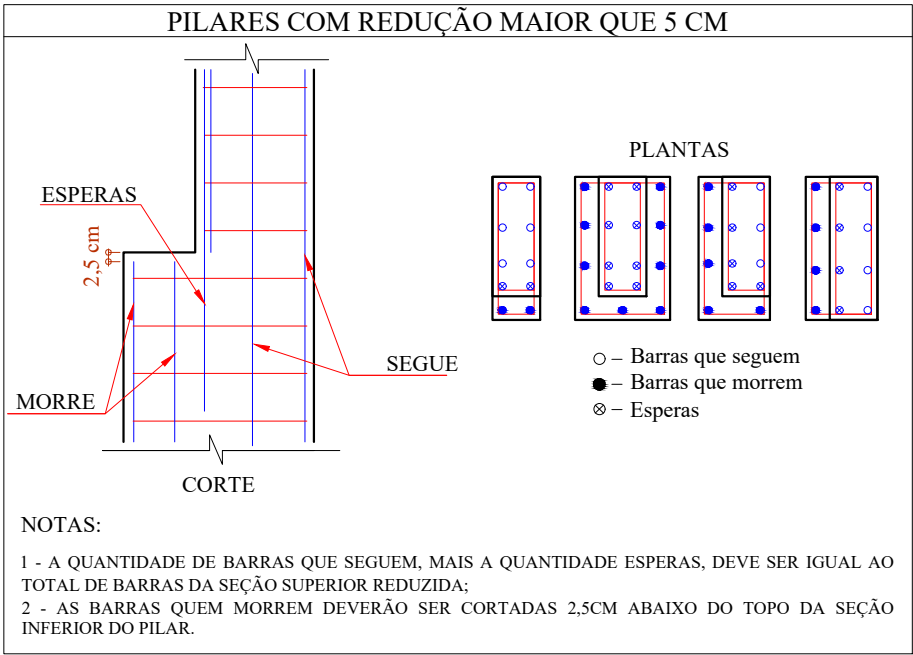 PILARES COM REDUÇÃO MAIOR QUE 5 CM
PLANTAS
ESPERAS
2,5 cm
SEGUE
MORRE
– Barras que seguem
– Barras que morrem
– Esperas
CORTE
NOTAS:
1 - A QUANTIDADE DE BARRAS QUE SEGUEM, MAIS A QUANTIDADE ESPERAS, DEVE SER IGUAL AO
TOTAL DE BARRAS DA SEÇÃO SUPERIOR REDUZIDA;
2 - AS BARRAS QUEM MORREM DEVERÃO SER CORTADAS 2,5CM ABAIXO DO TOPO DA SEÇÃO
INFERIOR DO PILAR.